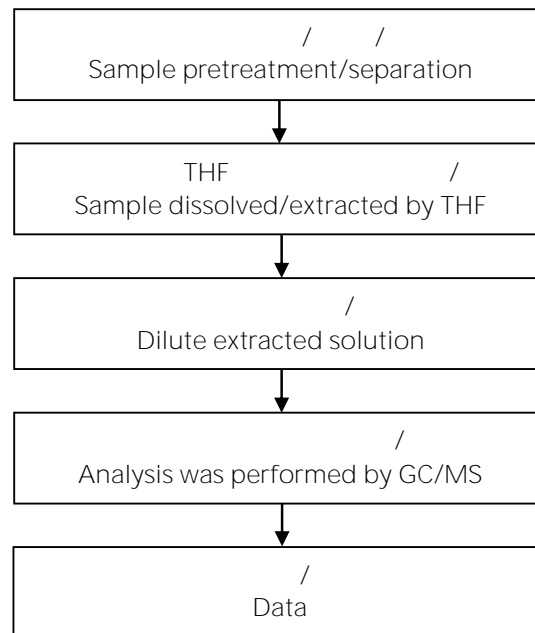 / /
Sample pretreatment/separation
THF /
Sample dissolved/extracted by THF
/
Dilute extracted solution
/
Analysis was performed by GC/MS
/
Data